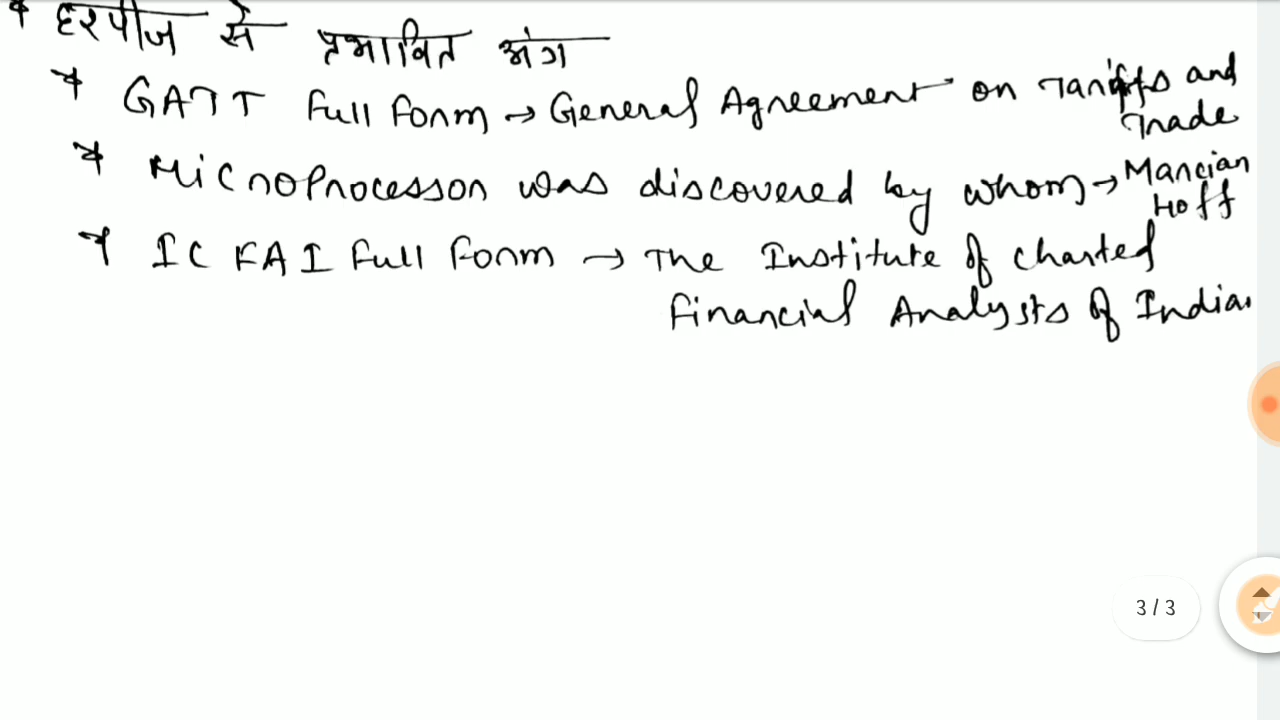 * हरपीज से प्रभावित अंग
* GATT Full Form → General Agreement on Tariffs and
Trade
* Microprocessor was discovered by whom → Marcian
Hoff
* ICFAI Full Form → The Institute of Charted
Financial Analysts of India
3/3